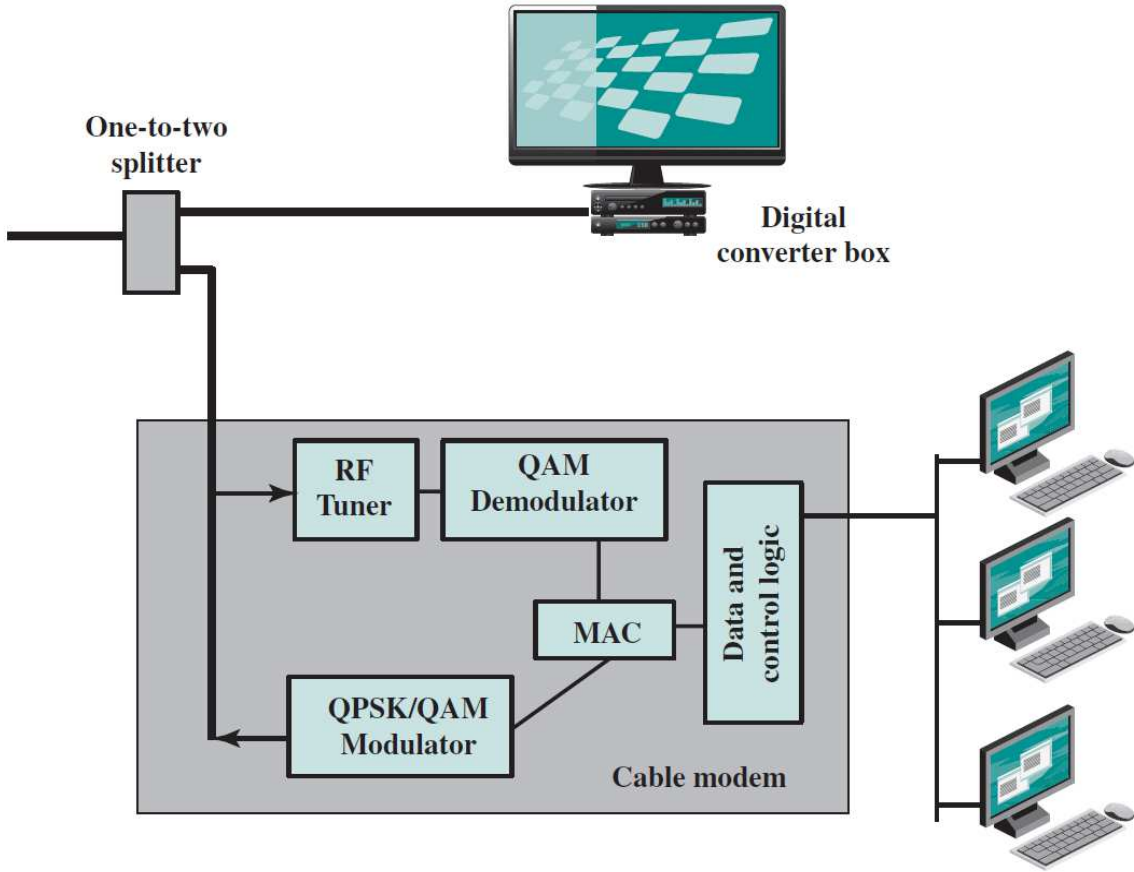 One-to-two
splitter
Digital
converter box
RF
Tuner
QAM
Demodulator
Data and
control logic
MAC
QPSK/QAM
Modulator
Cable modem